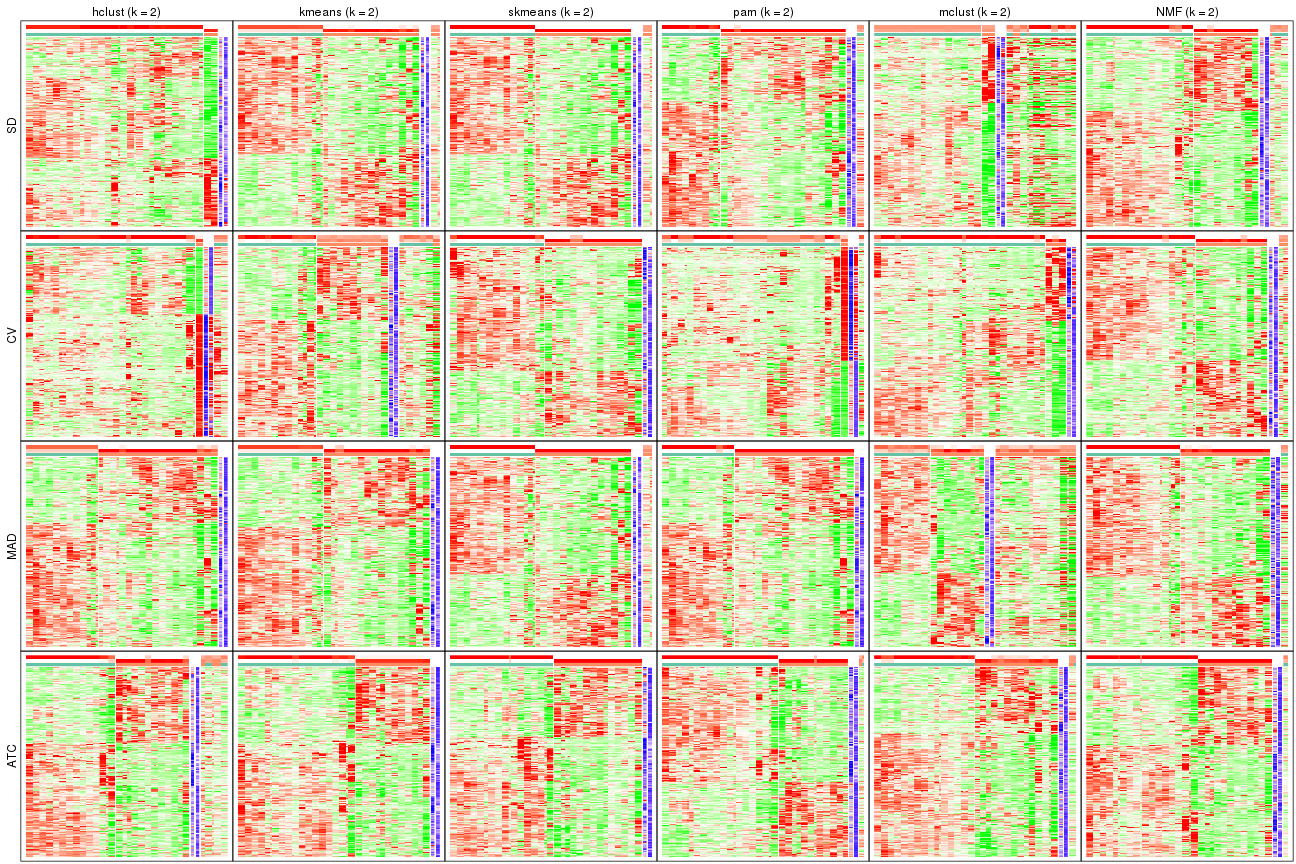 hclust (k = 2) kmeans (k = 2) skmeans (k = 2) pam (k = 2) mclust (k = 2) NMF (k = 2)
SD
CV
MAD
ATC